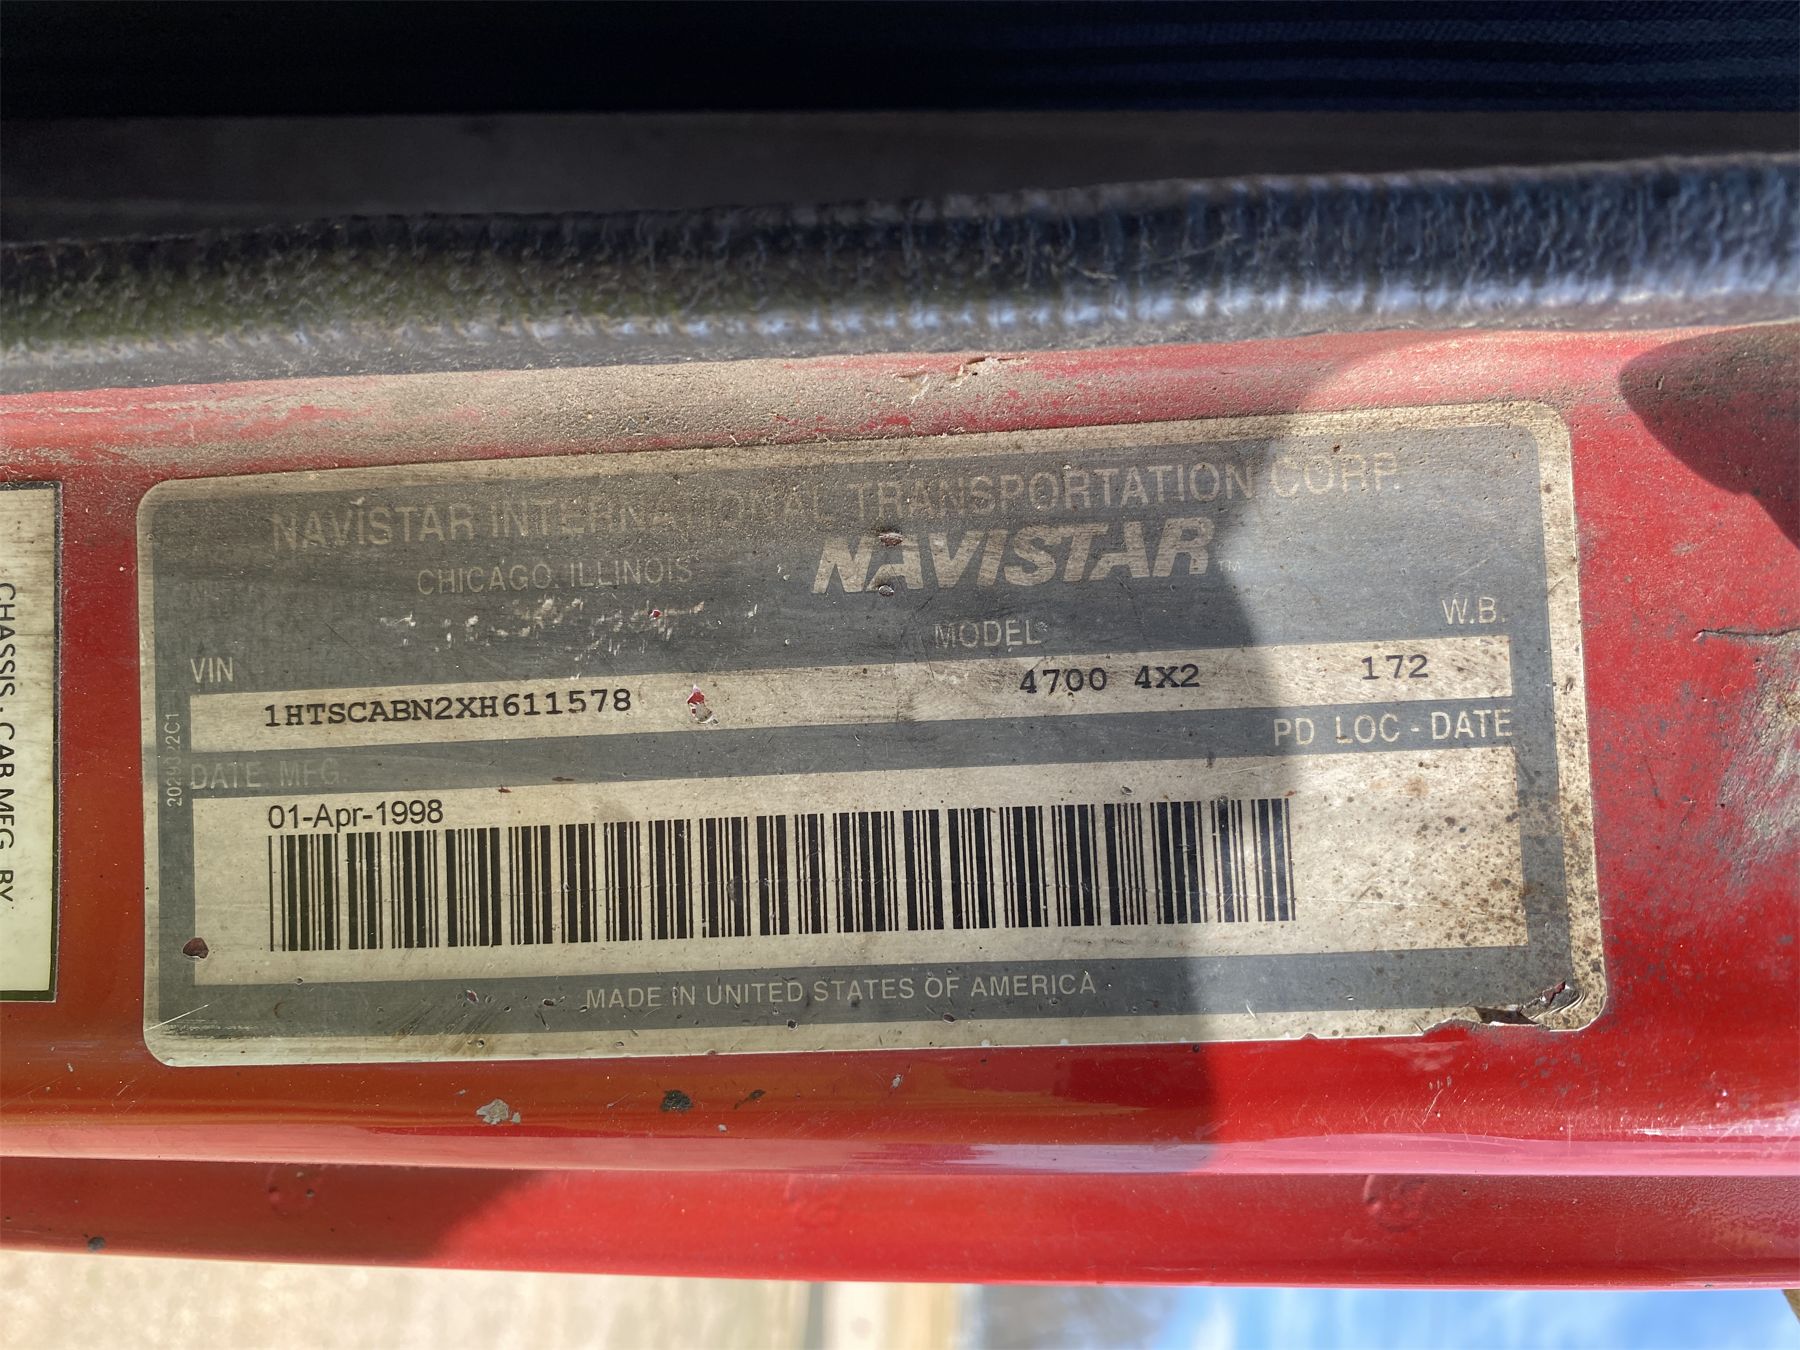 NAVISTAR INTERNATIONAL TRANSPORTATION CORP.
CHICAGO, ILLINOIS
NAVISTAR™
VIN MODEL W.B.
1HTSCABN2XH611578 4700 4X2 172
DATE MFG. PD LOC - DATE
01-Apr-1998
MADE IN UNITED STATES OF AMERICA
CHASSIS - CAB MFG BY